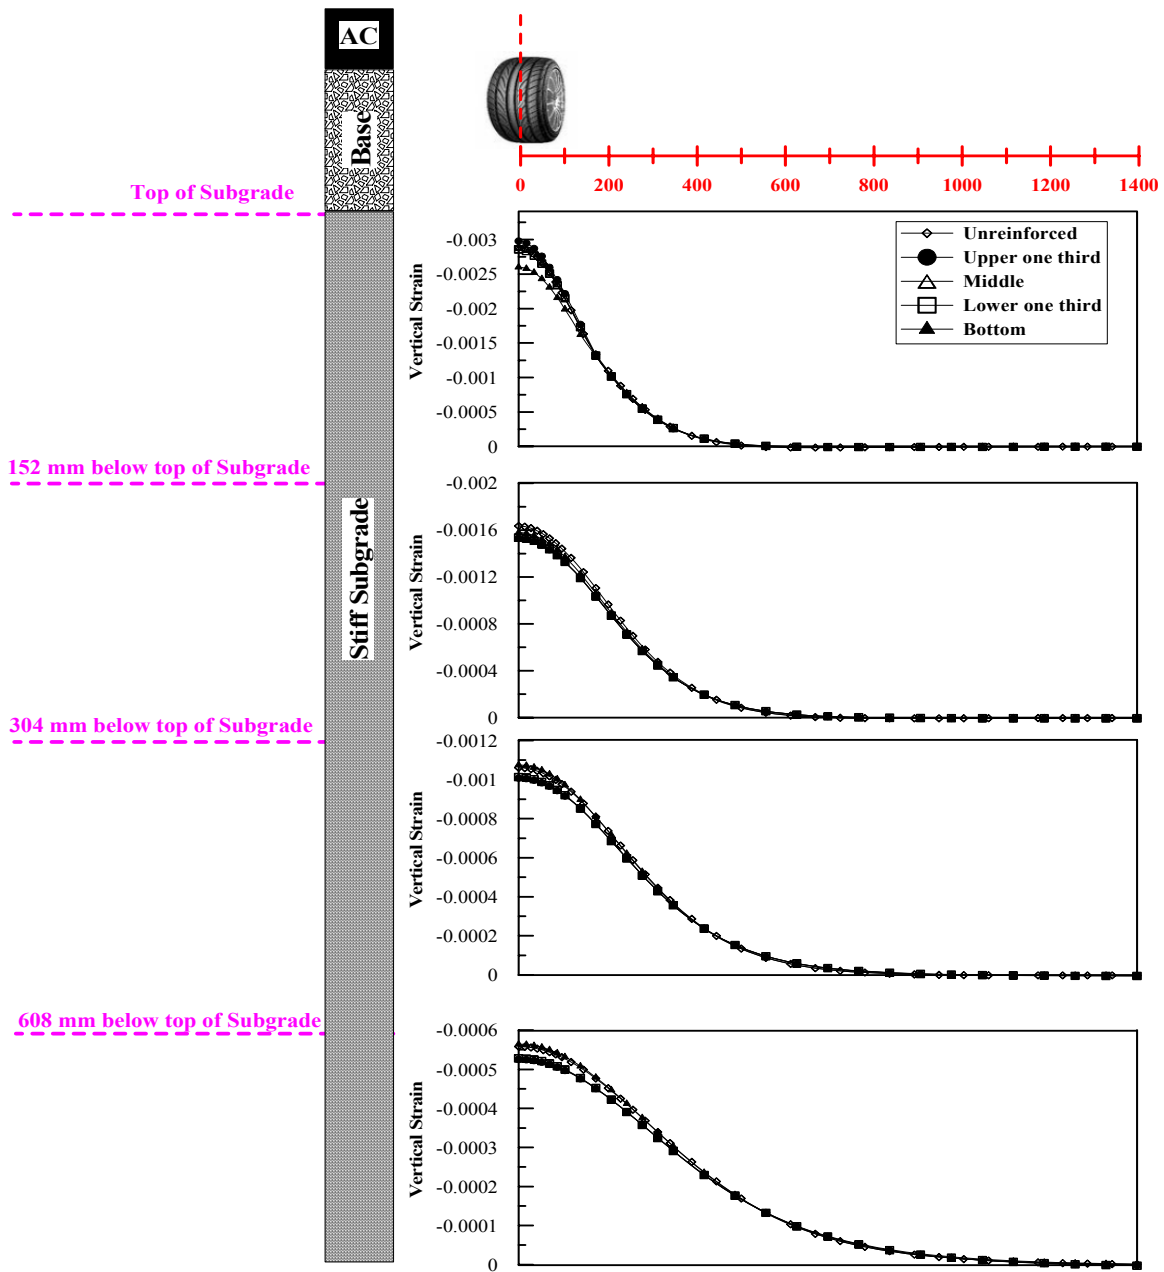 AC
Base
0 200 400 600 800 1000 1200 1400
Top of Subgrade
Vertical Strain
-0.003
-0.0025
-0.002
-0.0015
-0.001
-0.0005
0
Unreinforced
Upper one third
Middle
Lower one third
Bottom
152 mm below top of Subgrade
Stiff Subgrade
Vertical Strain
-0.002
-0.0016
-0.0012
-0.0008
-0.0004
0
304 mm below top of Subgrade
Vertical Strain
-0.0012
-0.001
-0.0008
-0.0006
-0.0004
-0.0002
0
608 mm below top of Subgrade
Vertical Strain
-0.0006
-0.0005
-0.0004
-0.0003
-0.0002
-0.0001
0